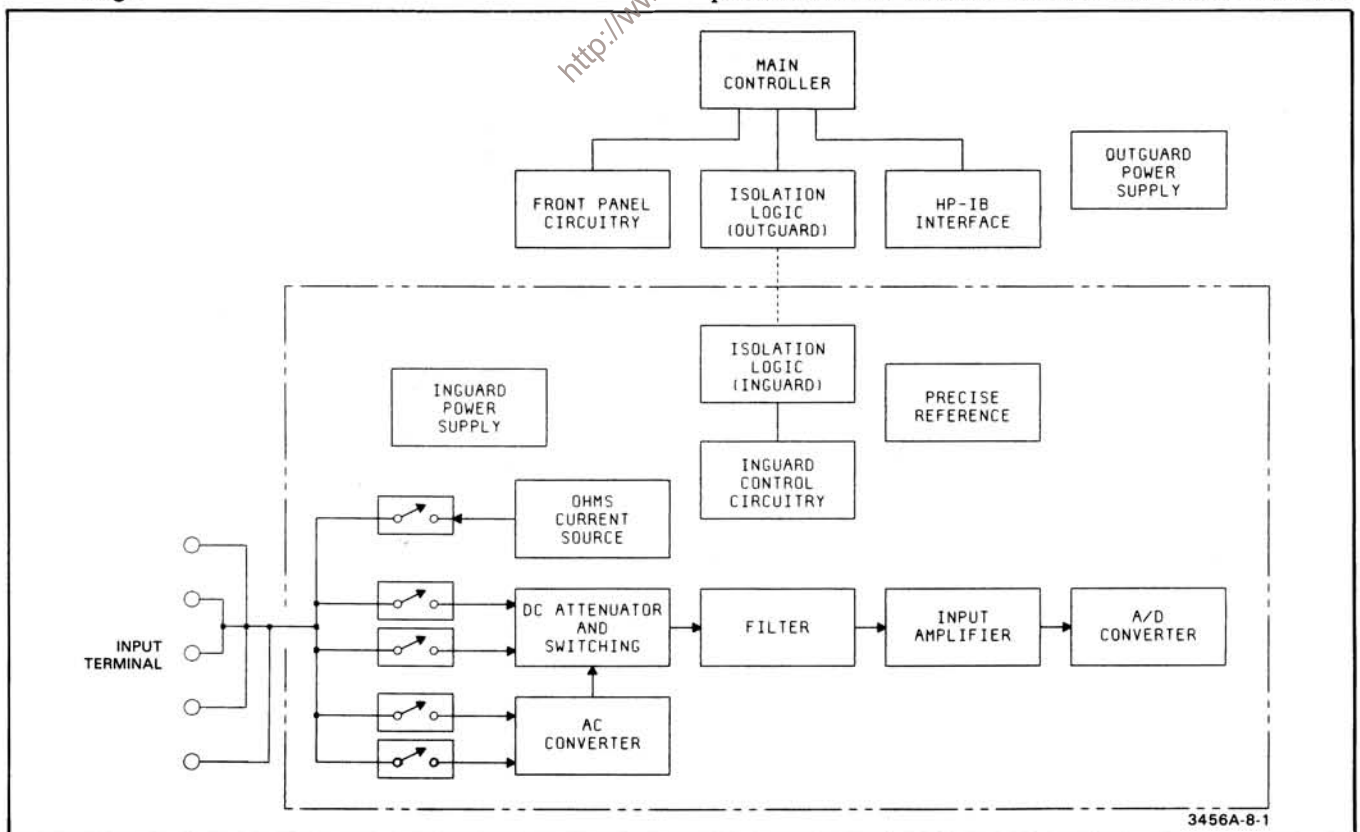 http://ww
MAIN
CONTROLLER
OUTGUARD
POWER
SUPPLY
FRONT PANEL
CIRCUITRY
ISOLATION
LOGIC
(OUTGUARD)
HP-IB
INTERFACE
ISOLATION
LOGIC
(INGUARD)
INGUARD
POWER
SUPPLY
PRECISE
REFERENCE
INGUARD
CONTROL
CIRCUITRY
OHMS
CURRENT
SOURCE
INPUT
TERMINAL
DC ATTENUATOR
AND
SWITCHING
FILTER
INPUT
AMPLIFIER
A/D
CONVERTER
AC
CONVERTER
3456A-8-1